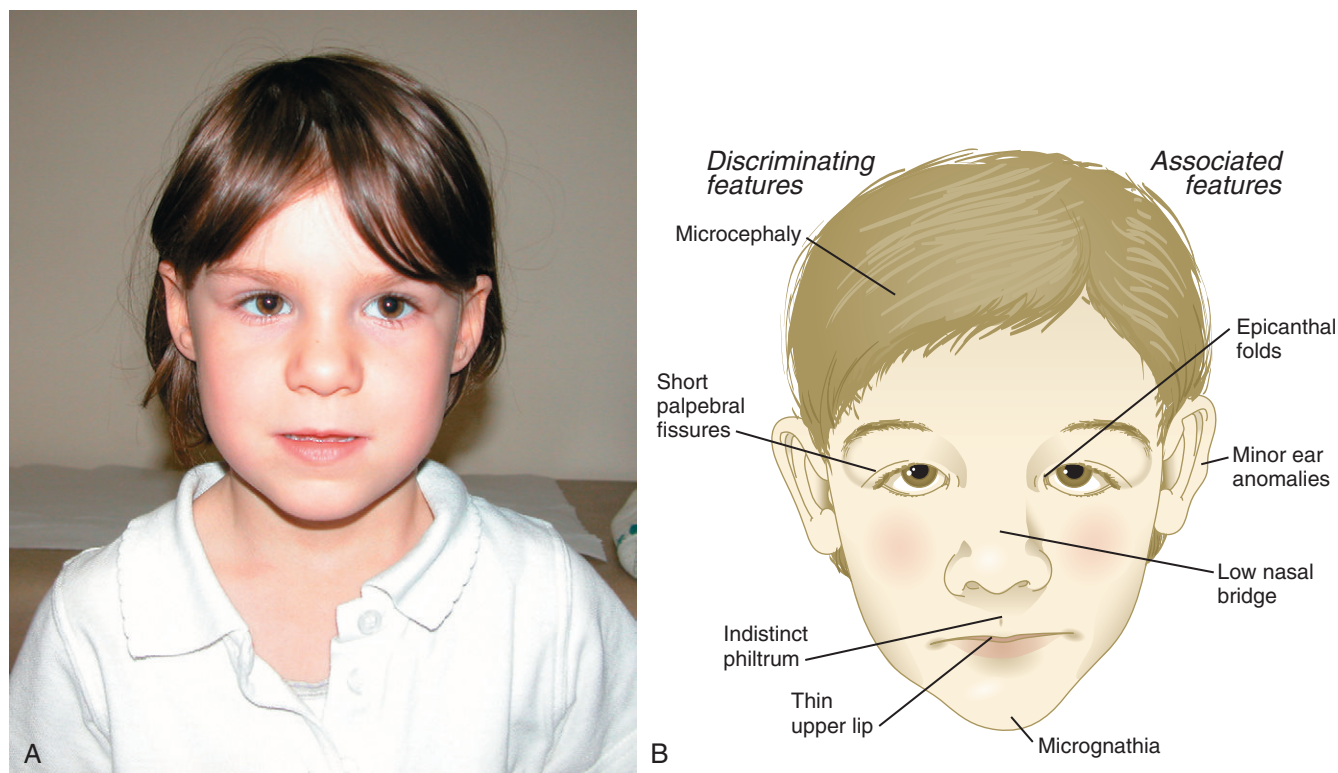 Discriminating
features
Associated
features
Microcephaly
Epicanthal
folds
Short
palpebral
fissures
Minor ear
anomalies
Low nasal
bridge
Indistinct
philtrum
Thin
upper lip
Micrognathia
A
B